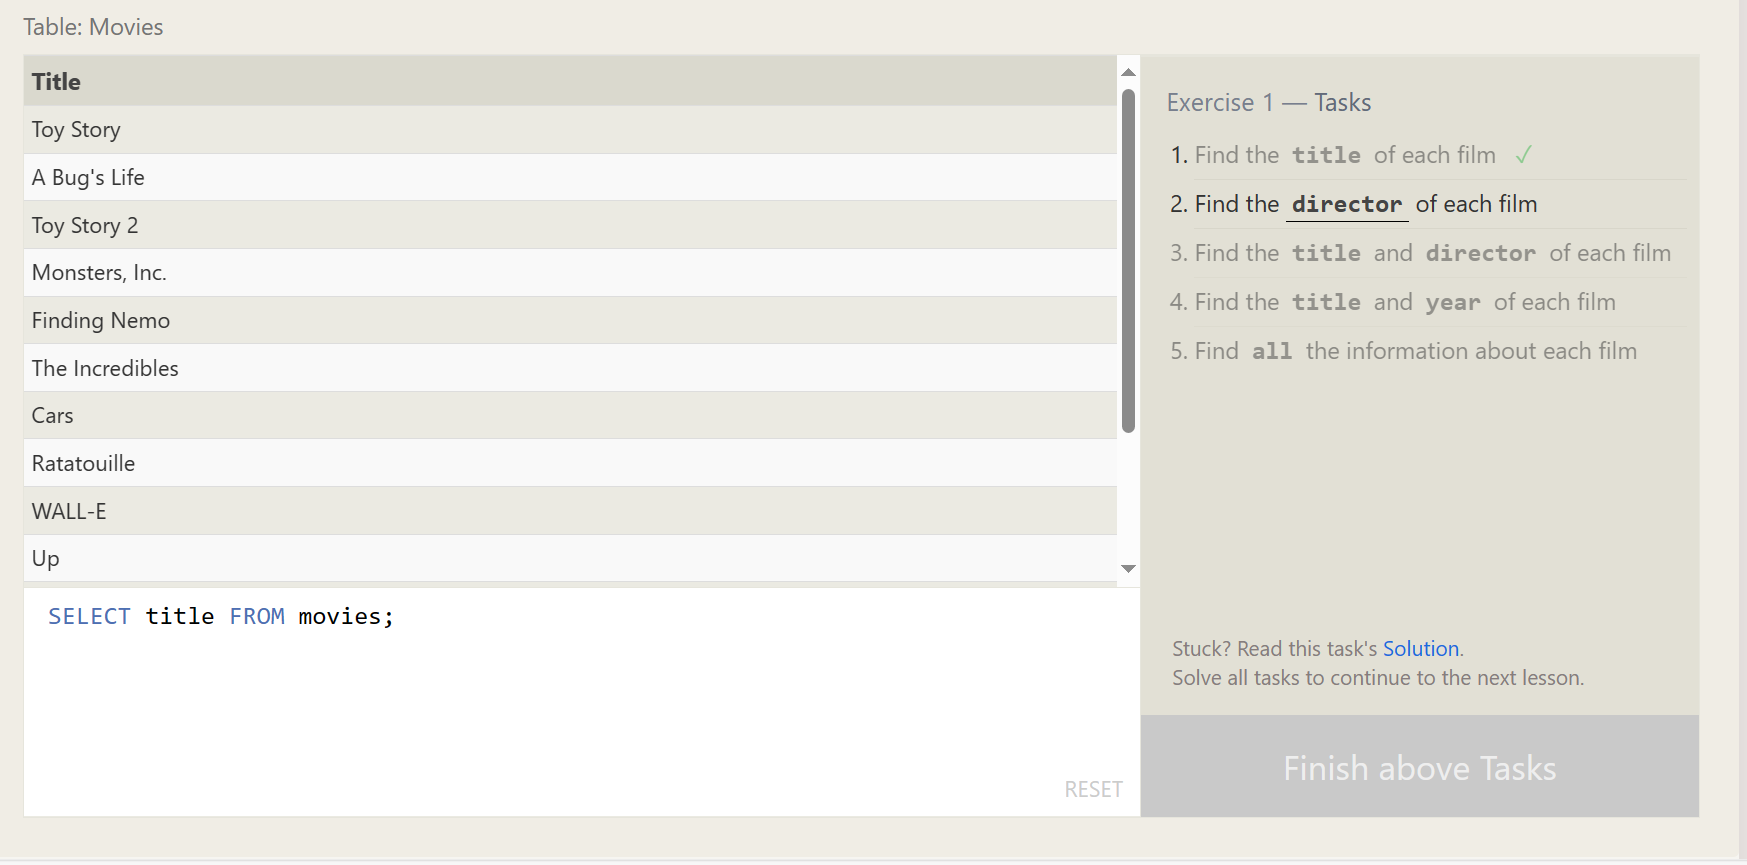 Table: Movies
Title
Toy Story
A Bug's Life
Toy Story 2
Monsters, Inc.
Finding Nemo
The Incredibles
Cars
Ratatouille
WALL-E
Up
SELECT title FROM movies;
RESET
Exercise 1 — Tasks
1. Find the title of each film ✓
2. Find the director of each film
3. Find the title and director of each film
4. Find the title and year of each film
5. Find all the information about each film
Stuck? Read this task's Solution.
Solve all tasks to continue to the next lesson.
Finish above Tasks